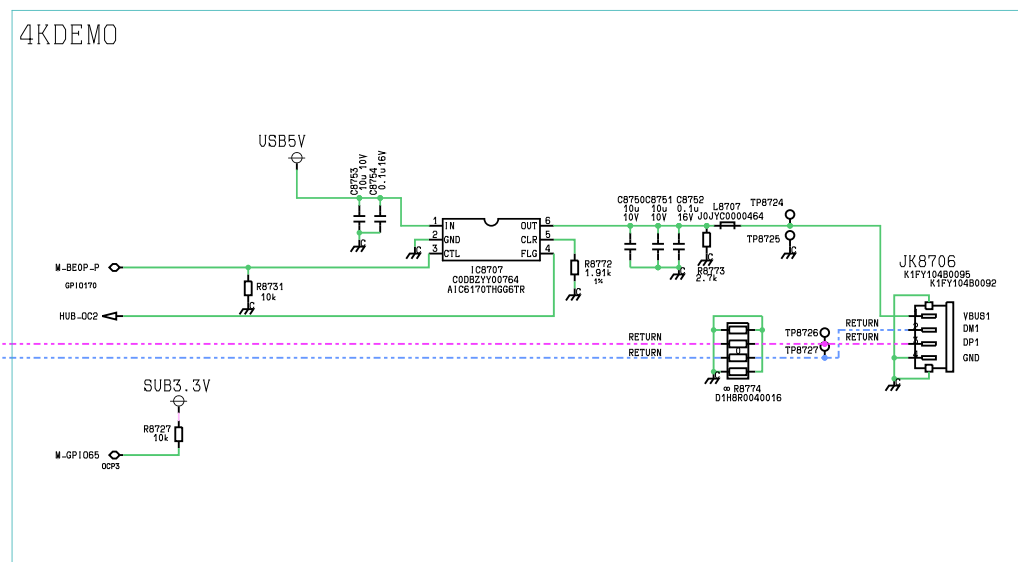 4KDEMO
USB5V
C8753
10u 10V
C8754
0.1u16V
1
IN
2
GND
3
CTL
OUT
6
CLR
5
FLG
4
IC8707
C0DBZYY00764
AIC6170THGG6TR
C8750
10u
10V
C8751
10u
10V
C8752
0.1u
16V
L8707
J0JYC0000464
TP8724
TP8725
R8773
2.7k
R8772
1.91k
1%
M-BE0P-P
GPIO170
R8731
10k
HUB-OC2
RETURN
RETURN
RETURN
RETURN
TP8726
TP8727
0
∞ R8774
D1H8R0040016
JK8706
K1FY104B0095
K1FY104B0092
VBUS1
DM1
DP1
GND
SUB3.3V
R8727
10k
M-GPIO65
OCP3